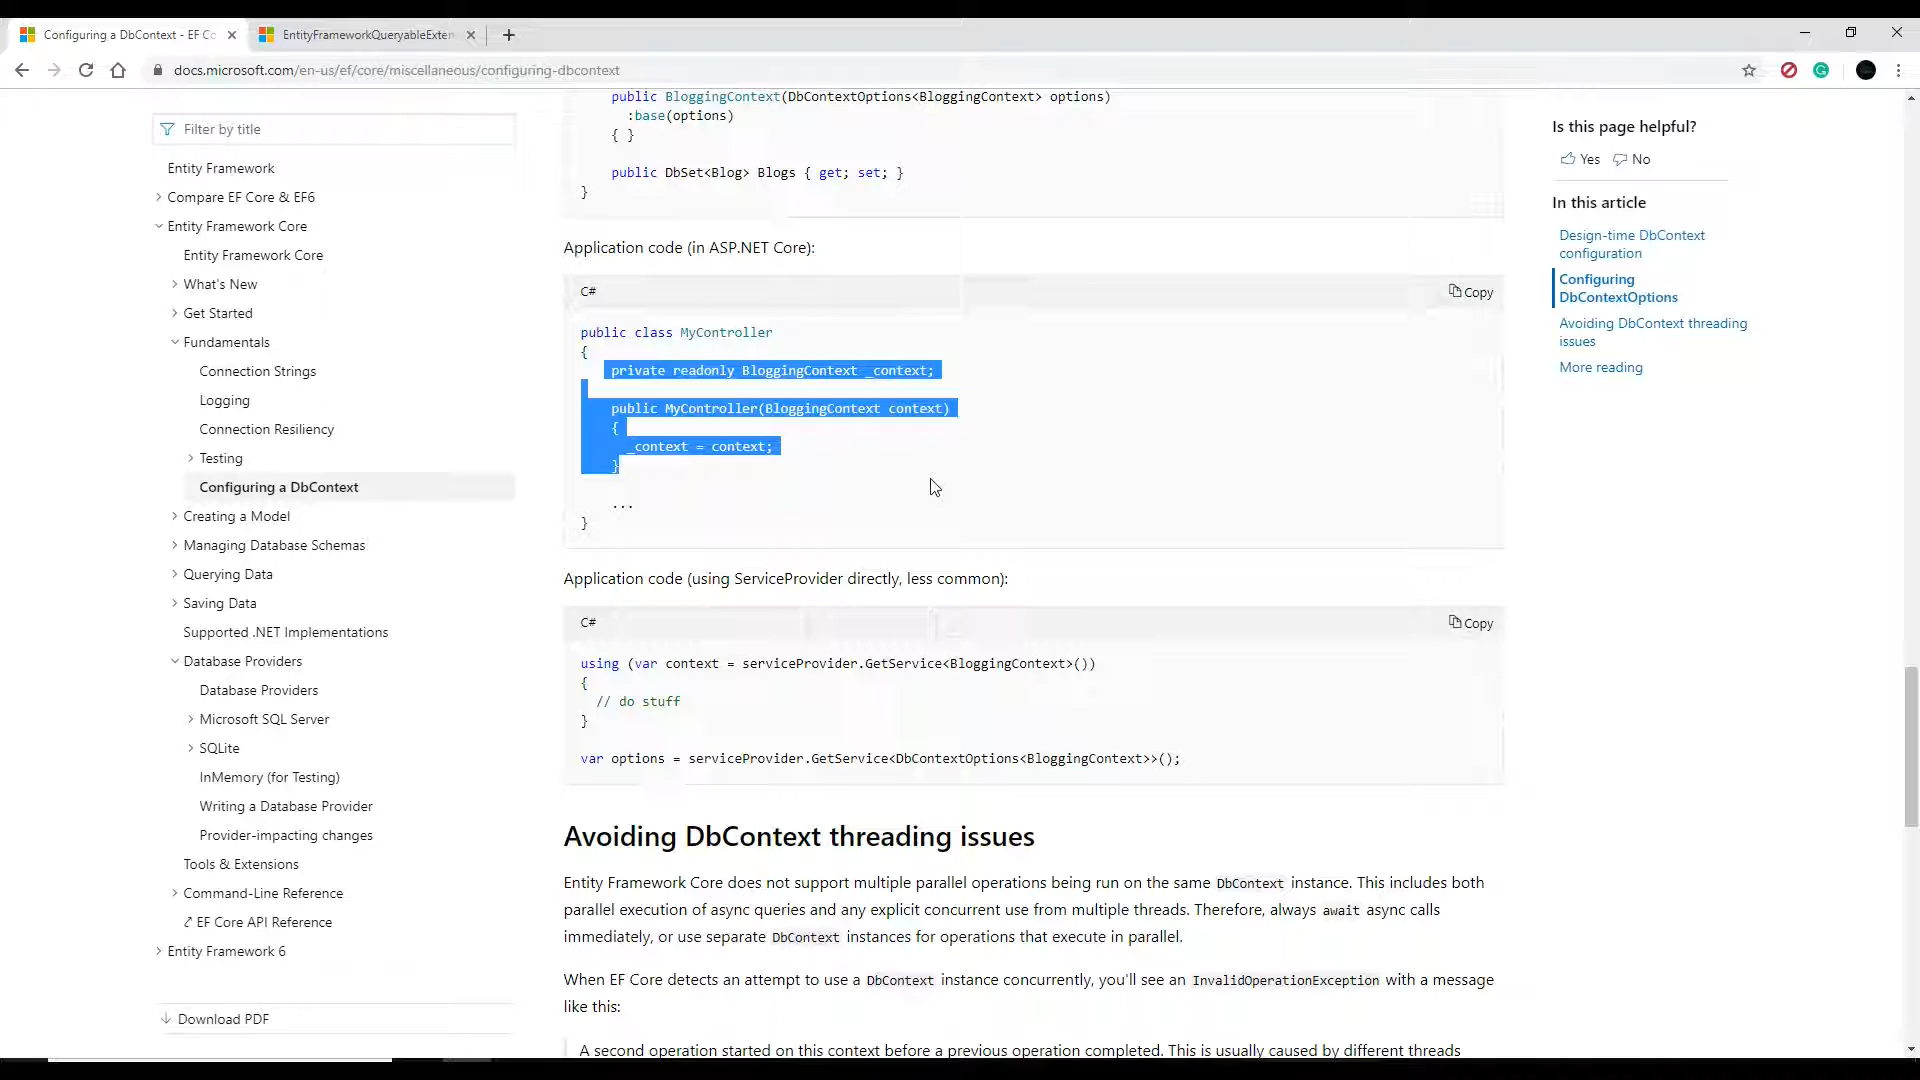 Configuring a DbContext - EF Co
EntityFrameworkQueryableExten
docs.microsoft.com/en-us/ef/core/miscellaneous/configuring-dbcontext
Filter by title
Entity Framework
Compare EF Core & EF6
Entity Framework Core
Entity Framework Core
What's New
Get Started
Fundamentals
Connection Strings
Logging
Connection Resiliency
Testing
Configuring a DbContext
Creating a Model
Managing Database Schemas
Querying Data
Saving Data
Supported .NET Implementations
Database Providers
Database Providers
Microsoft SQL Server
SQLite
InMemory (for Testing)
Writing a Database Provider
Provider-impacting changes
Tools & Extensions
Command-Line Reference
EF Core API Reference
Entity Framework 6
Download PDF
public BloggingContext(DbContextOptions<BloggingContext> options)
:base(options)
{ }
public DbSet<Blog> Blogs { get; set; }
}
Application code (in ASP.NET Core):
C#
Copy
public class MyController
{
private readonly BloggingContext _context;
public MyController(BloggingContext context)
{
_context = context;
}
...
}
Application code (using ServiceProvider directly, less common):
C#
Copy
using (var context = serviceProvider.GetService<BloggingContext>())
{
// do stuff
}
var options = serviceProvider.GetService<DbContextOptions<BloggingContext>>();
Avoiding DbContext threading issues
Entity Framework Core does not support multiple parallel operations being run on the same DbContext instance. This includes both
parallel execution of async queries and any explicit concurrent use from multiple threads. Therefore, always await async calls
immediately, or use separate DbContext instances for operations that execute in parallel.
When EF Core detects an attempt to use a DbContext instance concurrently, you'll see an InvalidOperationException with a message
like this:
A second operation started on this context before a previous operation completed. This is usually caused by different threads
Is this page helpful?
Yes No
In this article
Design-time DbContext
configuration
Configuring
DbContextOptions
Avoiding DbContext threading
issues
More reading